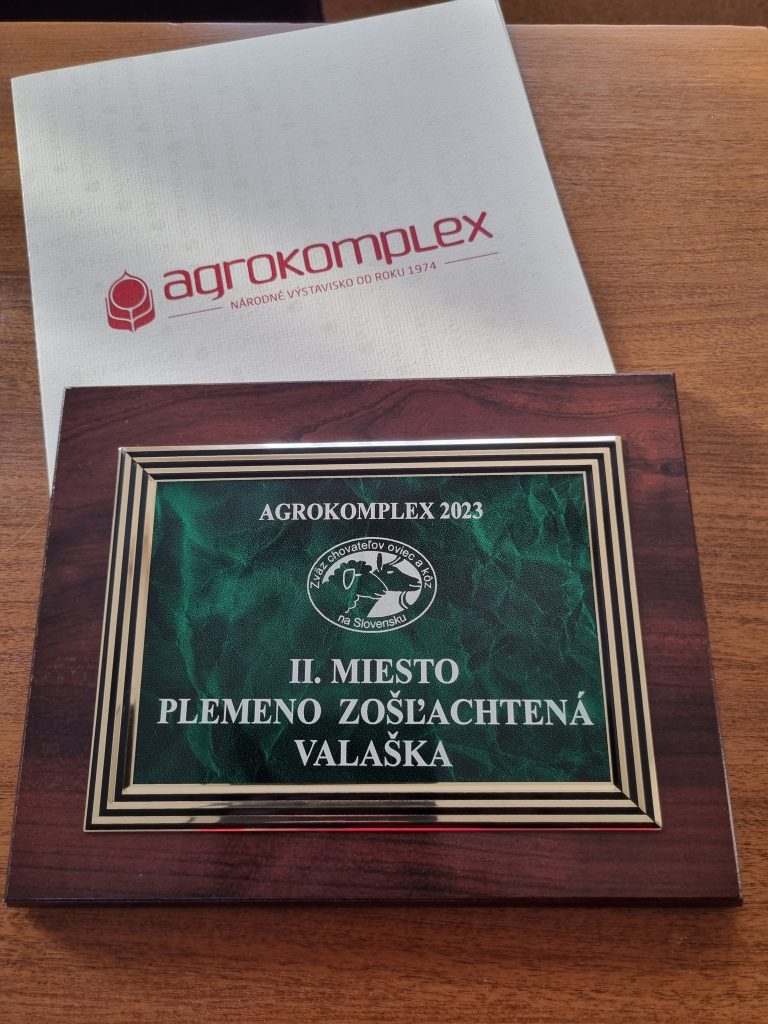 agrokomplex
NÁRODNÉ VÝSTAVISKO OD ROKU 1974
AGROKOMPLEX 2023
Zväz chovateľov oviec a kôz
na Slovensku
II. MIESTO
PLEMENO ZOŠĽACHTENÁ
VALAŠKA